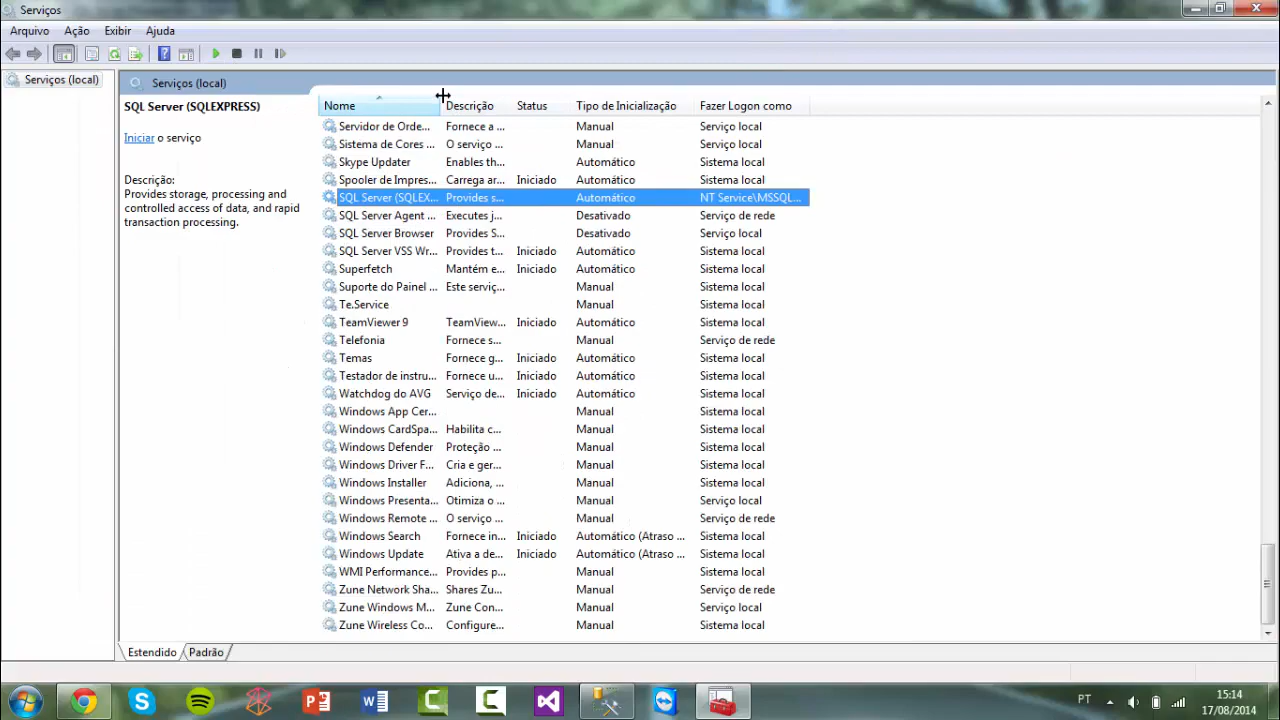 Serviços
Arquivo Ação Exibir Ajuda
Serviços (local)
Serviços (local)
SQL Server (SQLEXPRESS)
Iniciar o serviço
Descrição:
Provides storage, processing and
controlled access of data, and rapid
transaction processing.
Nome Descrição Status Tipo de Inicialização Fazer Logon como
Servidor de Orde... Fornece a ... Manual Serviço local
Sistema de Cores ... O serviço ... Manual Serviço local
Skype Updater Enables th... Automático Sistema local
Spooler de Impres... Carrega ar... Iniciado Automático Sistema local
SQL Server (SQLEX... Provides s... Automático NT Service\MSSQL...
SQL Server Agent ... Executes j... Desativado Serviço de rede
SQL Server Browser Provides S... Desativado Serviço local
SQL Server VSS Wr... Provides t... Iniciado Automático Sistema local
Superfetch Mantém e... Iniciado Automático Sistema local
Suporte do Painel ... Este serviç... Manual Sistema local
Te.Service Manual Sistema local
TeamViewer 9 TeamView... Iniciado Automático Sistema local
Telefonia Fornece s... Manual Serviço de rede
Temas Fornece g... Iniciado Automático Sistema local
Testador de instru... Fornece u... Iniciado Automático Sistema local
Watchdog do AVG Serviço de... Iniciado Automático Sistema local
Windows App Cer... Manual Sistema local
Windows CardSpa... Habilita c... Manual Sistema local
Windows Defender Proteção ... Manual Sistema local
Windows Driver F... Cria e ger... Manual Sistema local
Windows Installer Adiciona, ... Manual Sistema local
Windows Presenta... Otimiza o ... Manual Serviço local
Windows Remote ... O serviço ... Manual Serviço de rede
Windows Search Fornece in... Iniciado Automático (Atraso ... Sistema local
Windows Update Ativa a de... Iniciado Automático (Atraso ... Sistema local
WMI Performance... Provides p... Manual Sistema local
Zune Network Sha... Shares Zu... Manual Serviço de rede
Zune Windows M... Zune Con... Manual Serviço local
Zune Wireless Co... Configure... Manual Sistema local
Estendido Padrão
PT 15:14
17/08/2014